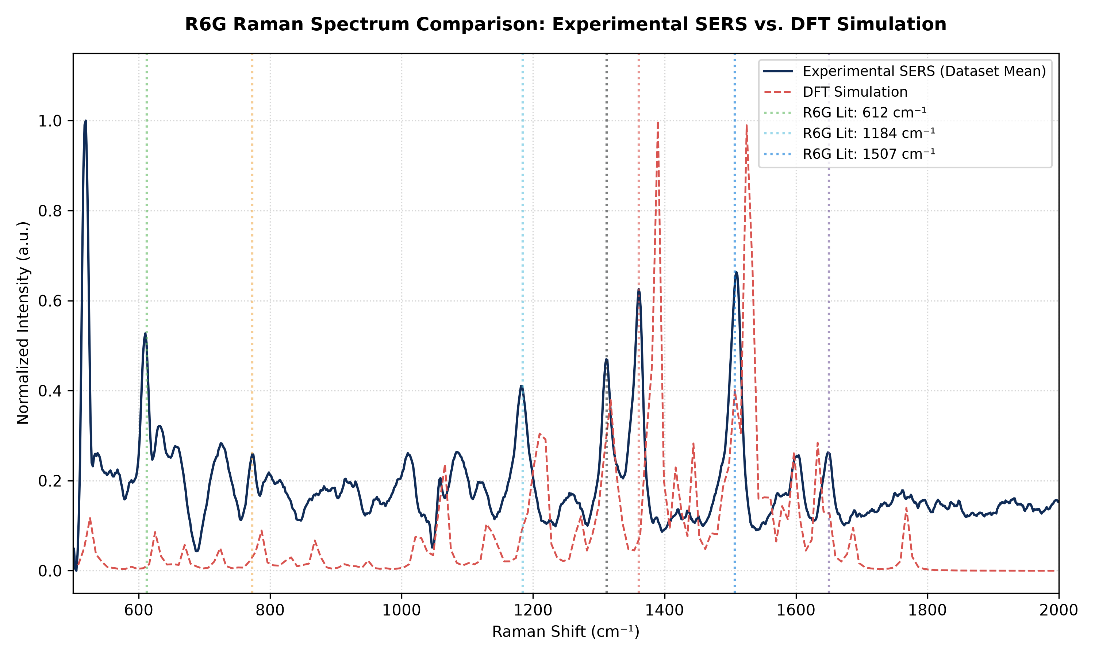 R6G Raman Spectrum Comparison: Experimental SERS vs. DFT Simulation
Experimental SERS (Dataset Mean)
DFT Simulation
R6G Lit: 612 cm⁻¹
R6G Lit: 1184 cm⁻¹
R6G Lit: 1507 cm⁻¹
Normalized Intensity (a.u.)
1.0
0.8
0.6
0.4
0.2
0.0
600 800 1000 1200 1400 1600 1800 2000
Raman Shift (cm⁻¹)